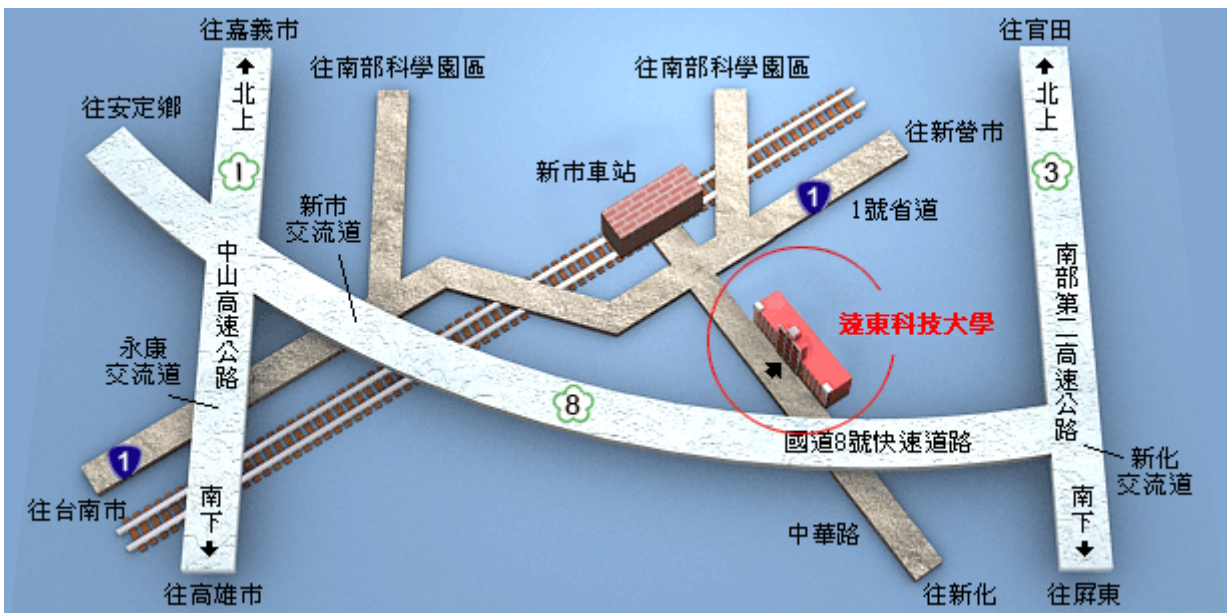 往嘉義市
往官田
往南部科學園區
往南部科學園區
北上
北上
往安定鄉
往新營市
1
新市車站
3
1
1號省道
新市
交流道
中山高速公路
南部第二高速公路
遠東科技大學
永康
交流道
8
國道8號快速道路
1
新化
交流道
往台南市
南下
南下
中華路
往高雄市
往新化
往屏東